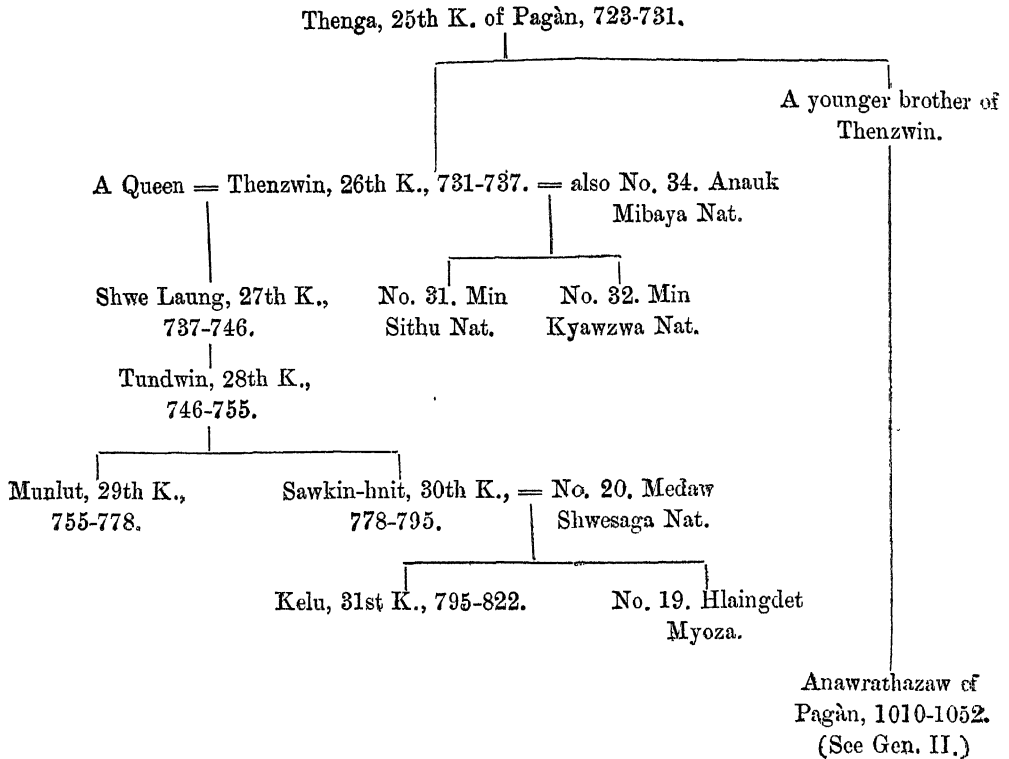 Thenga, 25th K. of Pagàn, 723-731.
A younger brother of
Thenzwin.
A Queen = Thenzwin, 26th K., 731-737. = also No. 34. Anauk
Mibaya Nat.
Shwe Laung, 27th K.,
737-746.
No. 31. Min
Sithu Nat.
No. 32. Min
Kyawzwa Nat.
Tundwin, 28th K.,
746-755.
Munlut, 29th K.,
755-778.
Sawkin-hnit, 30th K., = No. 20. Medaw
778-795.
Shwesaga Nat.
Kelu, 31st K., 795-822.
No. 19. Hlaingdet
Myoza.
Anawrathazaw of
Pagàn, 1010-1052.
(See Gen. II.)